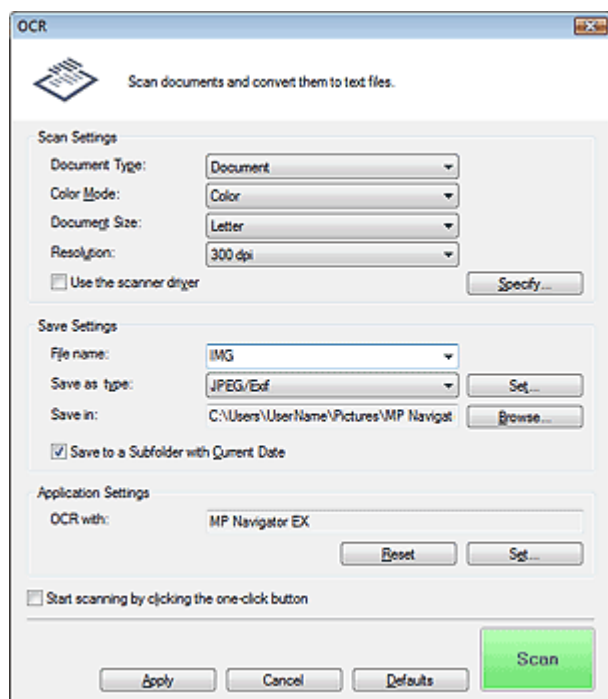 OCR
Scan documents and convert them to text files.
Scan Settings
Document Type: Document
Color Mode: Color
Document Size: Letter
Resolution: 300 dpi
Use the scanner driver Specify...
Save Settings
File name: IMG
Save as type: JPEG/Exif Set...
Save in: C:\Users\UserName\Pictures\MP Navigat Browse...
Save to a Subfolder with Current Date
Application Settings
OCR with: MP Navigator EX
Reset Set...
Start scanning by clicking the one-click button
Apply Cancel Defaults Scan